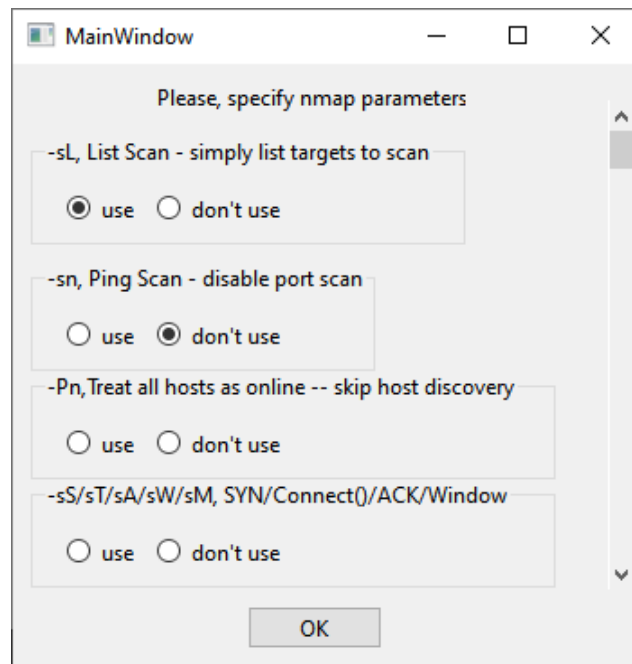 MainWindow
Please, specify nmap parameters
-sL, List Scan - simply list targets to scan
use don't use
-sn, Ping Scan - disable port scan
use don't use
-Pn,Treat all hosts as online -- skip host discovery
use don't use
-sS/sT/sA/sW/sM, SYN/Connect()/ACK/Window
use don't use
OK